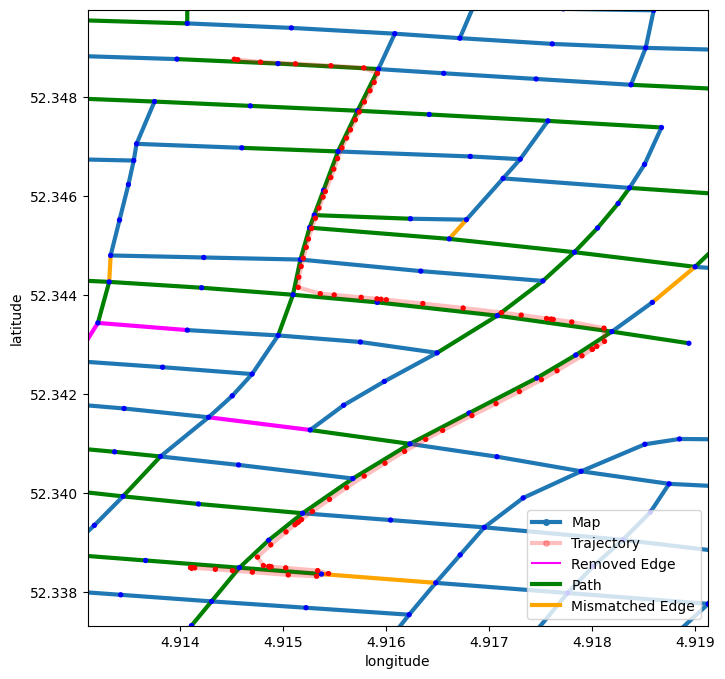 52.348
52.346
52.344
52.342
52.340
52.338
latitude
4.914
4.915
4.916
4.917
4.918
4.919
longitude
Map
Trajectory
Removed Edge
Path
Mismatched Edge